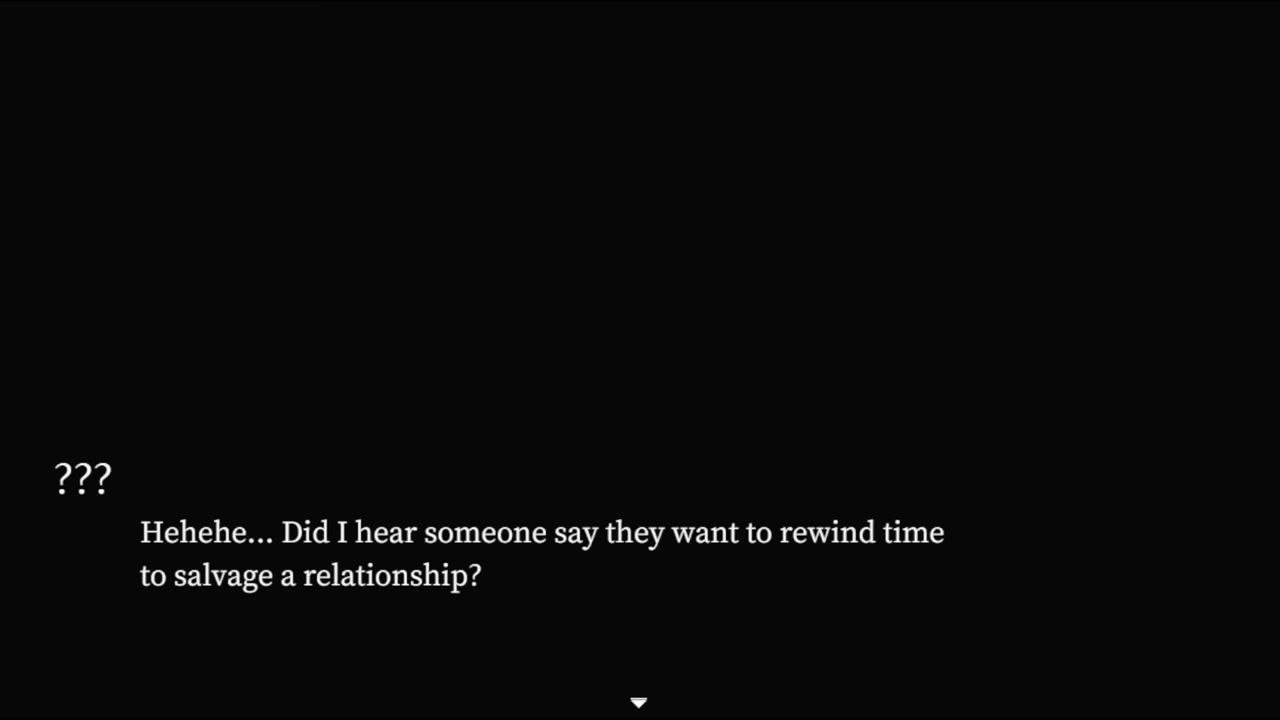 ???
Hehehe... Did I hear someone say they want to rewind time
to salvage a relationship?